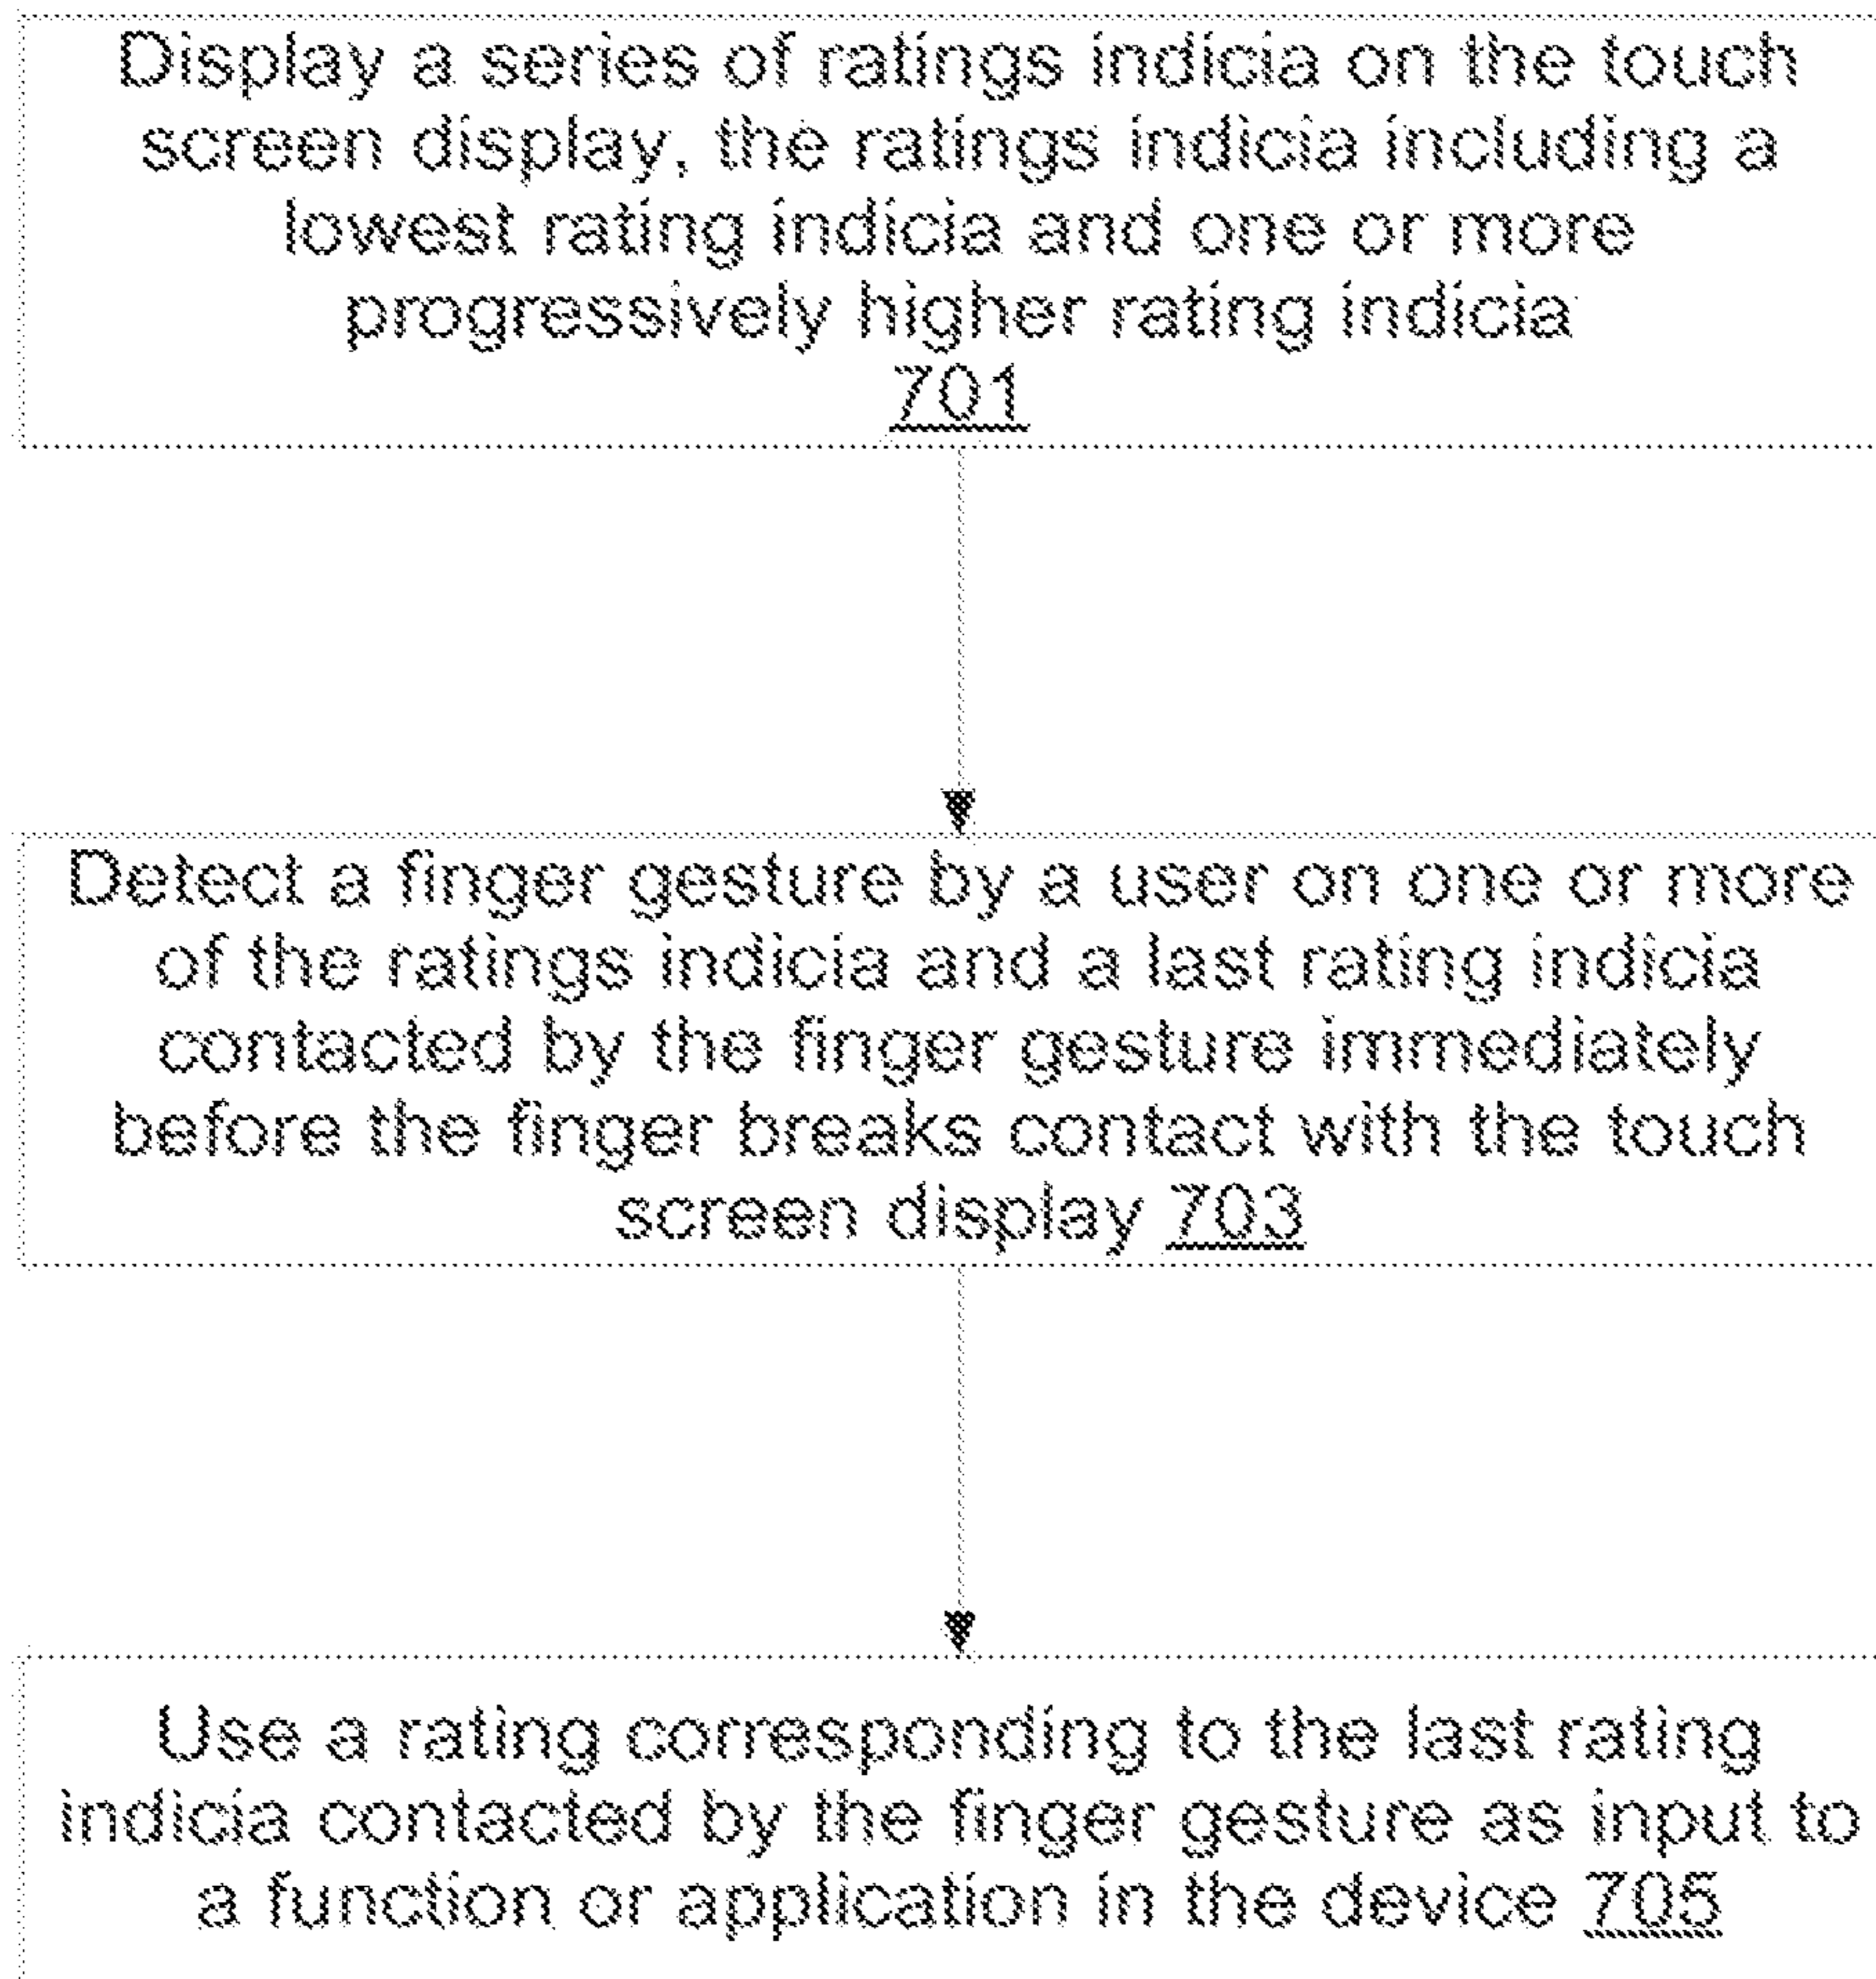 Display a series of ratings indicia on the touch
screen display, the ratings indicia including a
lowest rating indicia and one or more
progressively higher rating indicia
701
Detect a finger gesture by a user on one or more
of the ratings indicia and a last rating indicia
contacted by the finger gesture immediately
before the finger breaks contact with the touch
screen display 703
Use a rating corresponding to the last rating
indicia contacted by the finger gesture as input to
a function or application in the device 705